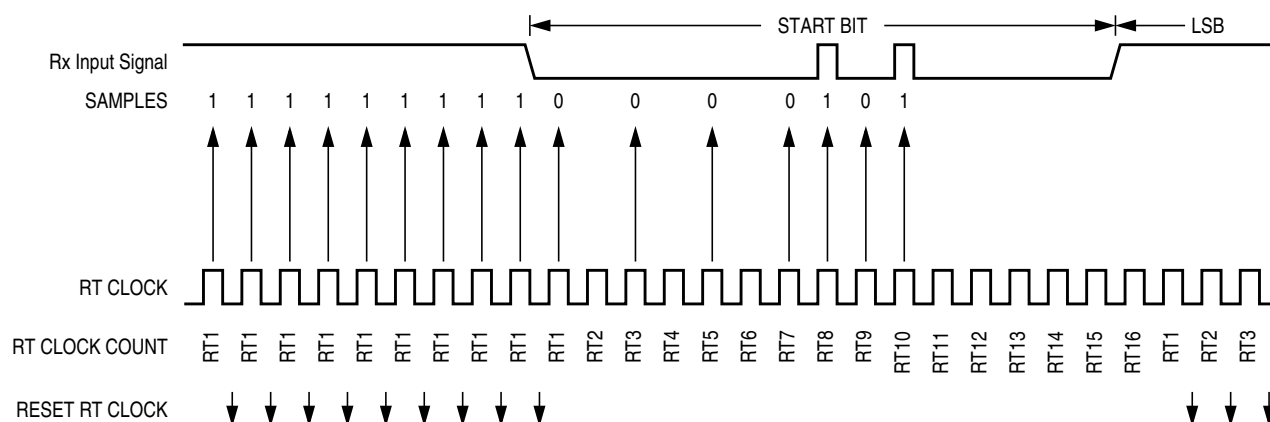 START BIT LSB
Rx Input Signal
SAMPLES 1 1 1 1 1 1 1 1 1 0 0 0 0 1 0 1
RT CLOCK
RT CLOCK COUNT RT1 RT1 RT1 RT1 RT1 RT1 RT1 RT1 RT1 RT1 RT2 RT3 RT4 RT5 RT6 RT7 RT8 RT9 RT10 RT11 RT12 RT13 RT14 RT15 RT16 RT1 RT2 RT3
RESET RT CLOCK